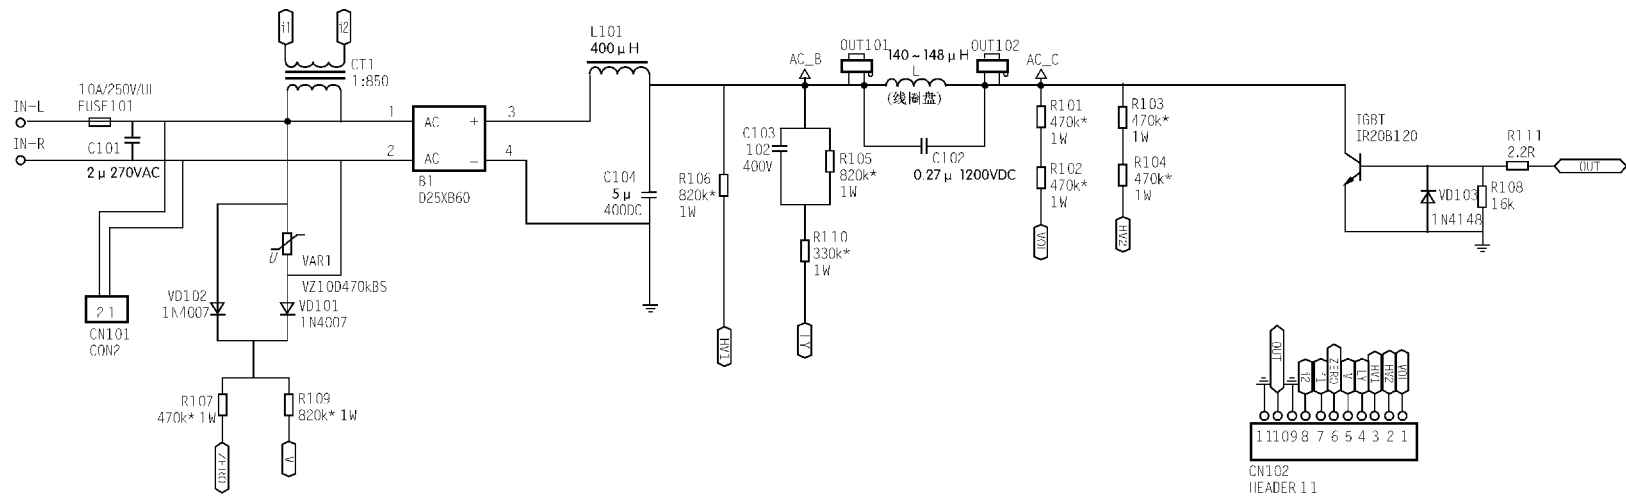 i1
i2
CT1
1:850
10A/250V/UL
FUSE101
IN-L
IN-R
C101
2μ270VAC
1
2
AC
+
AC
−
3
4
B1
D25XB60
L101
400μH
C104
5μ
400DC
VAR1
U
VZ10D470kBS
VD102
1N4007
VD101
1N4007
2 1
CN101
CON2
R107
470k* 1W
R109
820k* 1W
ZERO
V
R106
820k*
1W
HV1
AC_B
C103
102
400V
R105
820k*
1W
R110
330k*
1W
LY
OUT101
140~148μH
L
(线圈盘)
OUT102
C102
0.27μ 1200VDC
AC_C
R101
470k*
1W
R102
470k*
1W
VOL
R103
470k*
1W
R104
470k*
1W
HV2
IGBT
IR20B120
R111
2.2R
OUT
VD103
1N4148
R108
16k
OUT
i2
i1
ZERO
V
LY
HV1
HV2
VOL
11 10 9 8 7 6 5 4 3 2 1
CN102
HEADER 11